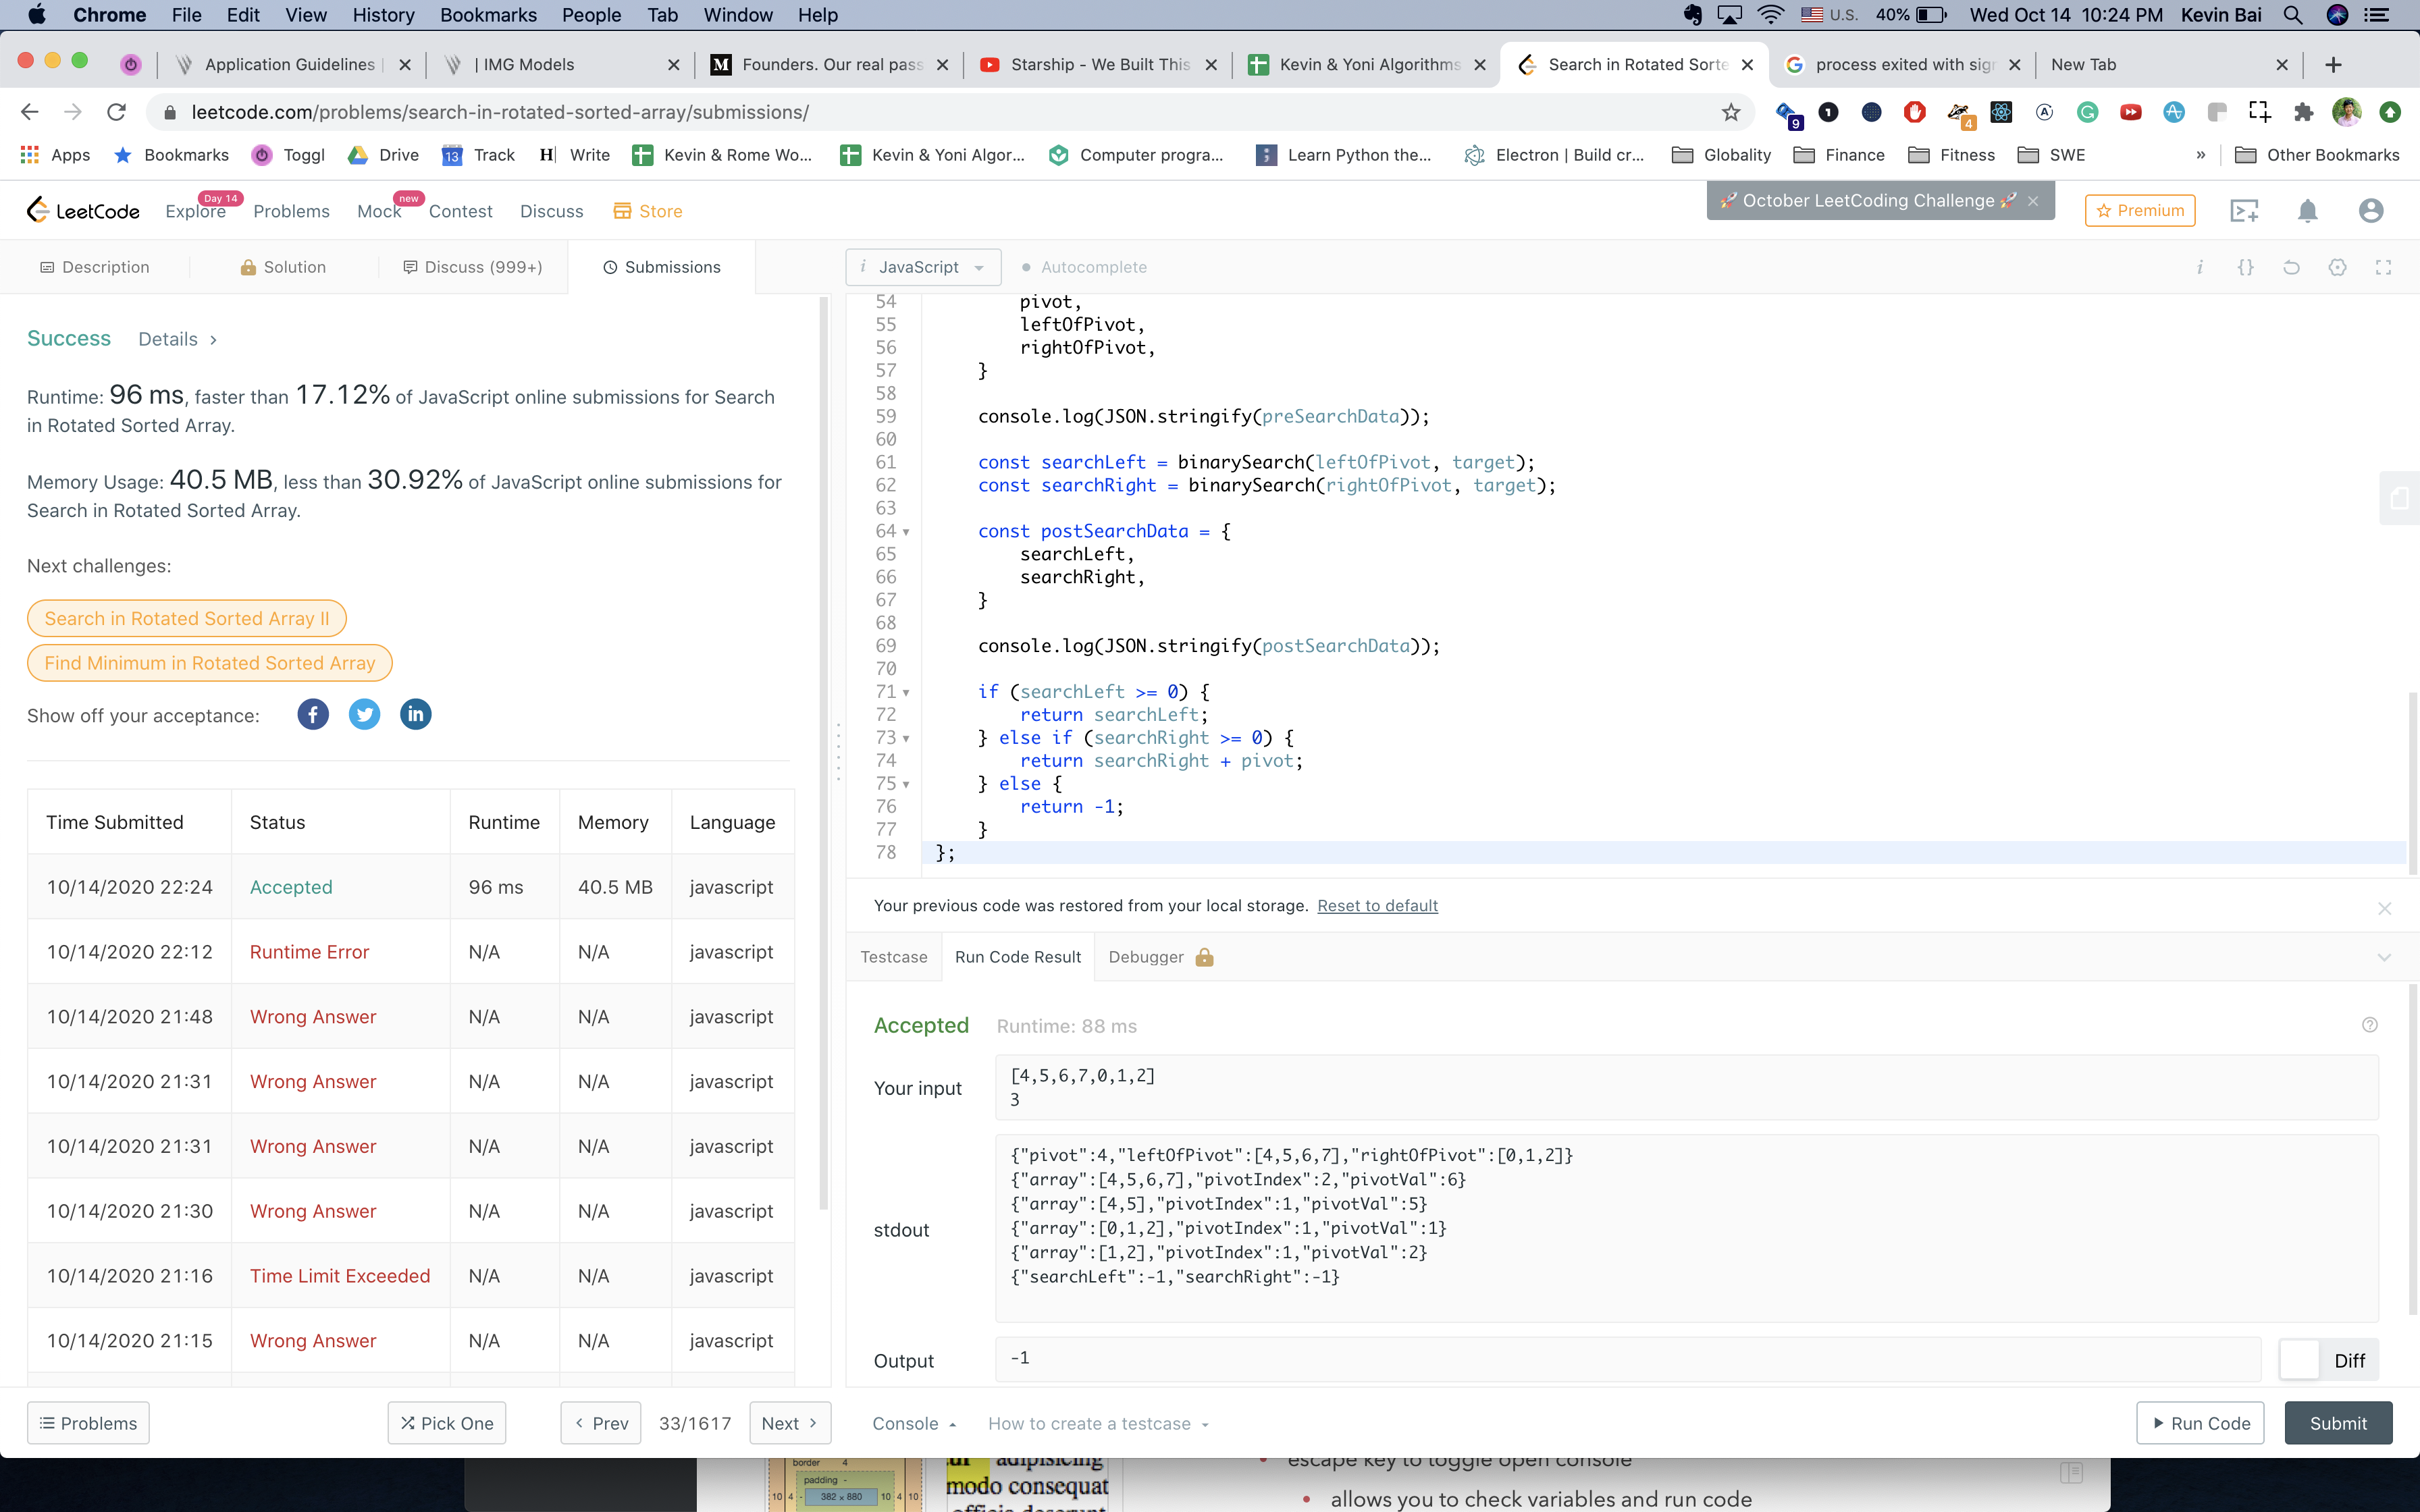 Chrome File Edit View History Bookmarks People Tab Window Help U.S. 40% Wed Oct 14 10:24 PM Kevin Bai
Application Guidelines | IMG Models Founders. Our real pass Starship - We Built This Kevin & Yoni Algorithms Search in Rotated Sorte process exited with sign New Tab
leetcode.com/problems/search-in-rotated-sorted-array/submissions/
9 1 4
Apps Bookmarks Toggl Drive 13 Track H Write Kevin & Rome Wo... Kevin & Yoni Algor... Computer progra... Learn Python the... Electron | Build cr... Globality Finance Fitness SWE » Other Bookmarks
LeetCode Explore Day 14 Problems Mock new Contest Discuss Store 🚀 October LeetCoding Challenge 🚀 Premium
Description Solution Discuss (999+) Submissions
i JavaScript Autocomplete
Success Details
Runtime: 96 ms, faster than 17.12% of JavaScript online submissions for Search
in Rotated Sorted Array.
Memory Usage: 40.5 MB, less than 30.92% of JavaScript online submissions for
Search in Rotated Sorted Array.
Next challenges:
Search in Rotated Sorted Array II
Find Minimum in Rotated Sorted Array
Show off your acceptance:
Time Submitted Status Runtime Memory Language
10/14/2020 22:24 Accepted 96 ms 40.5 MB javascript
10/14/2020 22:12 Runtime Error N/A N/A javascript
10/14/2020 21:48 Wrong Answer N/A N/A javascript
10/14/2020 21:31 Wrong Answer N/A N/A javascript
10/14/2020 21:31 Wrong Answer N/A N/A javascript
10/14/2020 21:30 Wrong Answer N/A N/A javascript
10/14/2020 21:16 Time Limit Exceeded N/A N/A javascript
10/14/2020 21:15 Wrong Answer N/A N/A javascript
54 pivot,
55 leftOfPivot,
56 rightOfPivot,
57 }
58
59 console.log(JSON.stringify(preSearchData));
60
61 const searchLeft = binarySearch(leftOfPivot, target);
62 const searchRight = binarySearch(rightOfPivot, target);
63
64 const postSearchData = {
65 searchLeft,
66 searchRight,
67 }
68
69 console.log(JSON.stringify(postSearchData));
70
71 if (searchLeft >= 0) {
72 return searchLeft;
73 } else if (searchRight >= 0) {
74 return searchRight + pivot;
75 } else {
76 return -1;
77 }
78 };
Your previous code was restored from your local storage. Reset to default
Testcase Run Code Result Debugger
Accepted Runtime: 88 ms
Your input
[4,5,6,7,0,1,2]
3
stdout
{"pivot":4,"leftOfPivot":[4,5,6,7],"rightOfPivot":[0,1,2]}
{"array":[4,5,6,7],"pivotIndex":2,"pivotVal":6}
{"array":[4,5],"pivotIndex":1,"pivotVal":5}
{"array":[0,1,2],"pivotIndex":1,"pivotVal":1}
{"array":[1,2],"pivotIndex":1,"pivotVal":2}
{"searchLeft":-1,"searchRight":-1}
Output -1 Diff
Problems Pick One Prev 33/1617 Next Console How to create a testcase Run Code Submit
border 4
padding -
10 4 - 382 x 880 10 4 10
adipiscing
modo consequat
escape key to toggle open console
allows you to check variables and run code